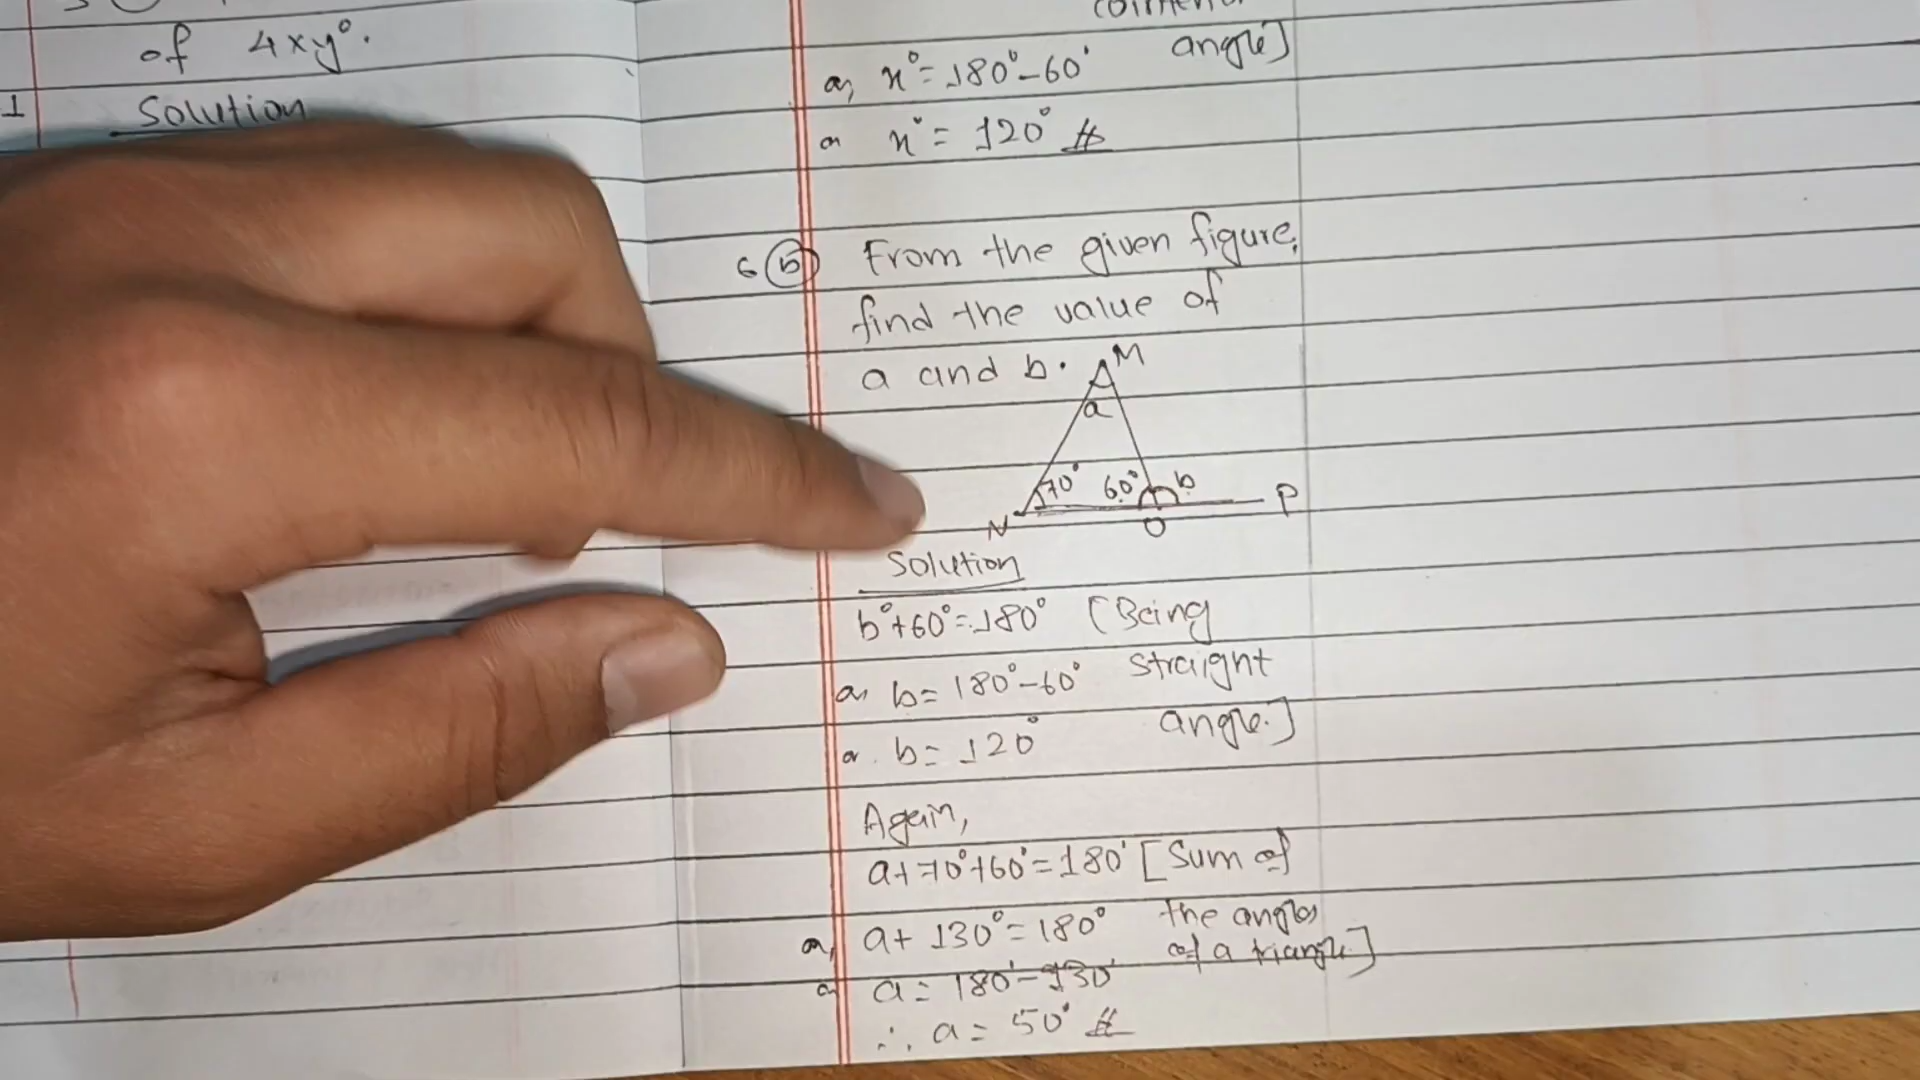 of 4xy°.
1
Solution
angle]
a, x° = 180° - 60°
a x° = 120° #
6 (b) From the given figure,
find the value of
a and b.
M
a
70° 60° b
N O P
Solution
b° + 60° = 180° [Being
straight
a, b = 180° - 60°
angle.]
or b = 120°
Again,
a + 70° + 60° = 180° [Sum of
the angles
a, a + 130° = 180°
of a triangle]
a = 180° - 130°
∴ a = 50° #